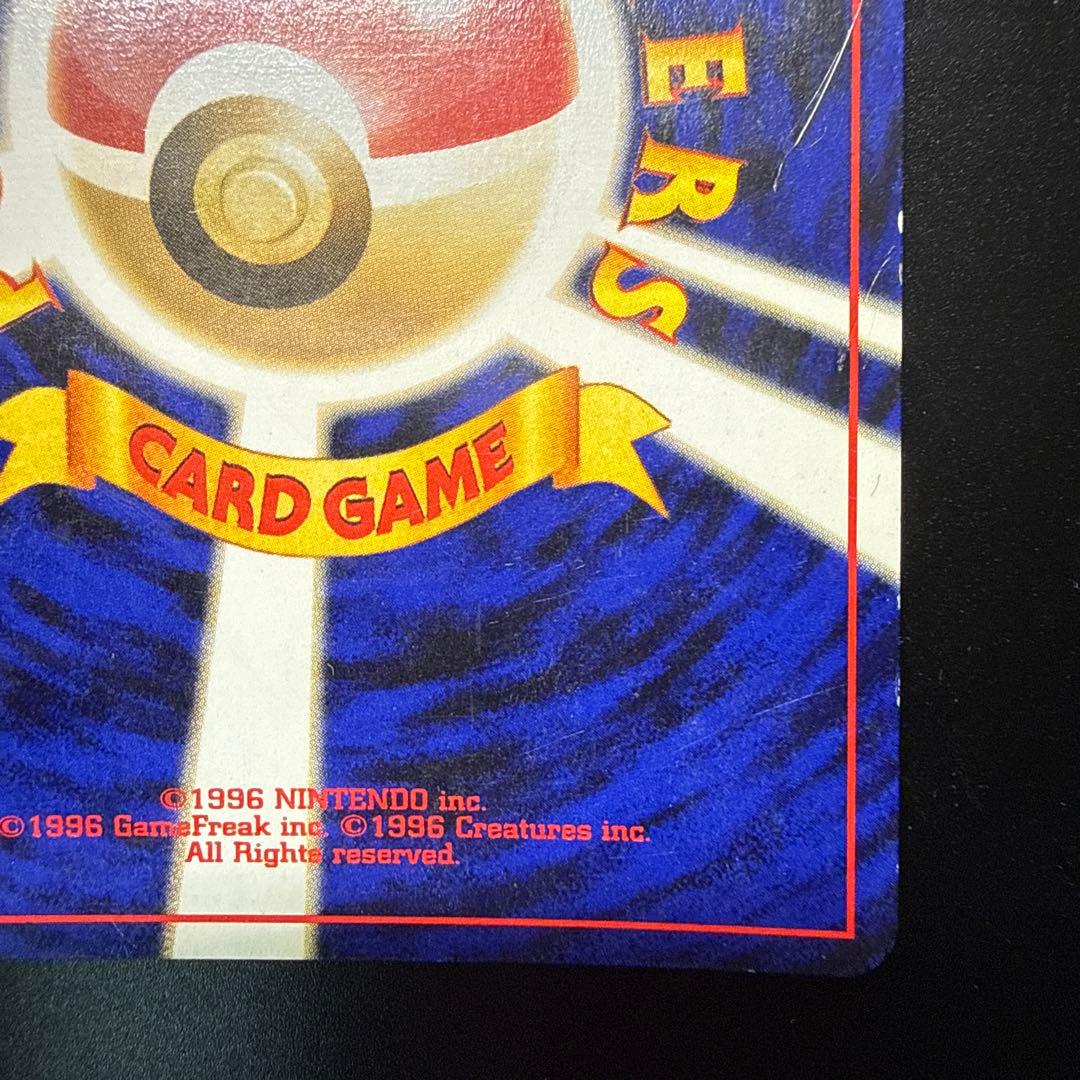 ERS
CARD GAME
©1996 NINTENDO inc.
©1996 GameFreak inc. ©1996 Creatures inc.
All Rights reserved.